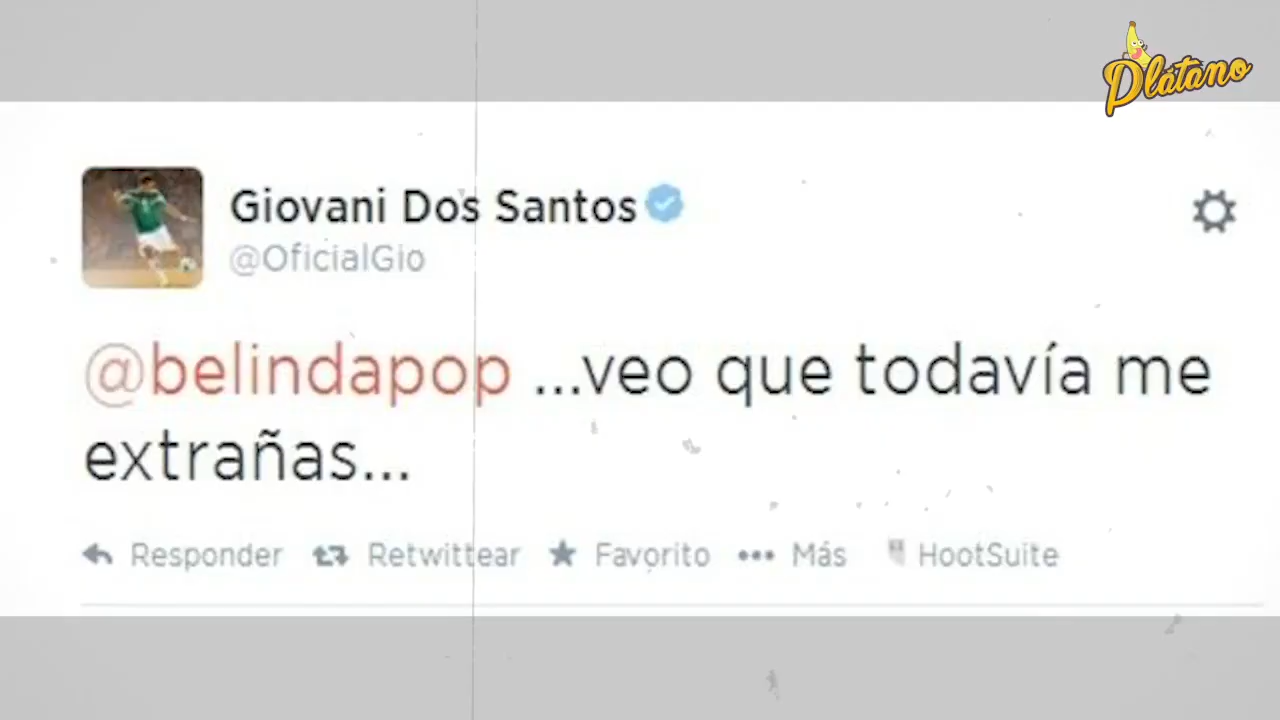 Plátano
Giovani Dos Santos
@OficialGio
@belindapop ...veo que todavía me
extrañas...
Responder Retwittear Favorito Más HootSuite